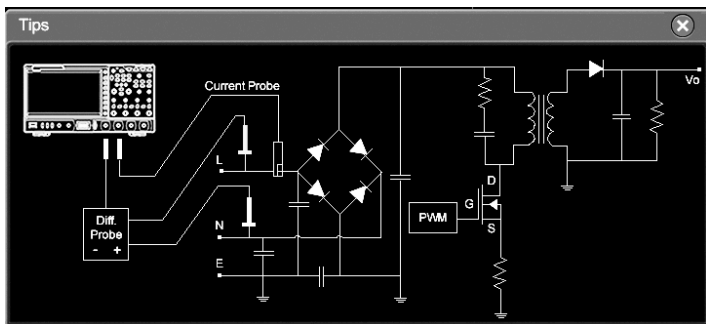 Tips
Current Probe
Vo
L
D
Diff.
Probe
- +
N
PWM
G
S
E